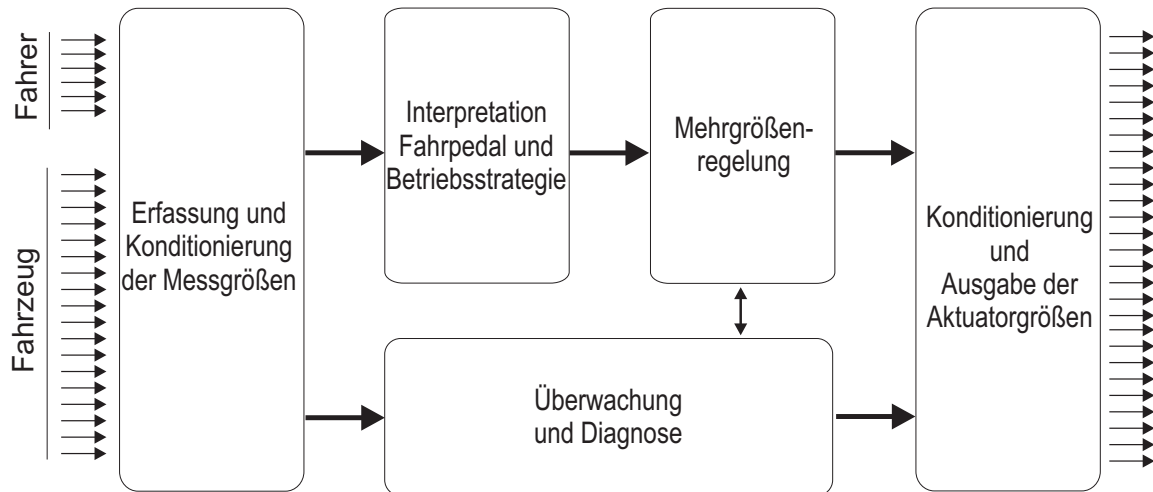 Fahrer
Fahrzeug
Erfassung und
Konditionierung
der Messgrößen
Interpretation
Fahrpedal und
Betriebsstrategie
Mehrgrößen-
regelung
Überwachung
und Diagnose
Konditionierung
und
Ausgabe der
Aktuatorgrößen